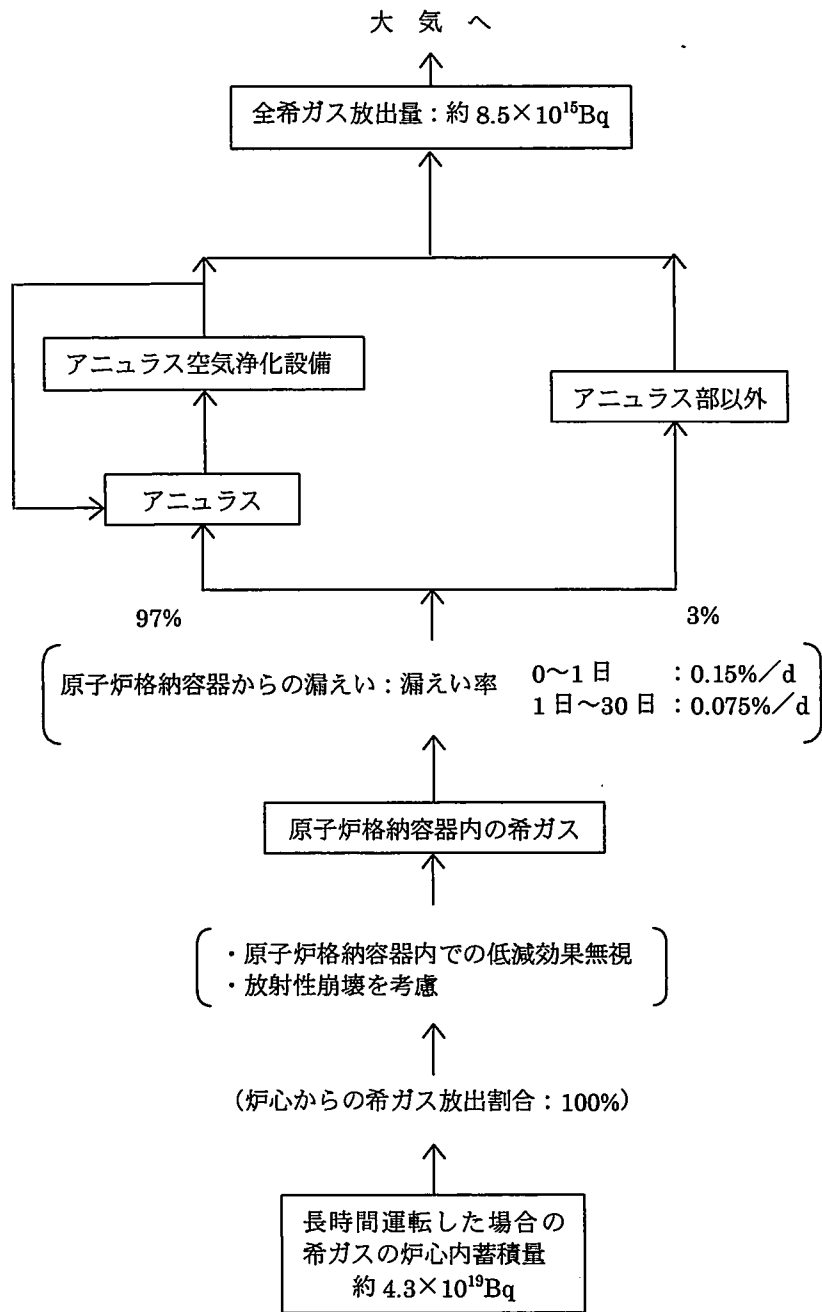 大 気 へ
全希ガス放出量：約 8.5×10¹⁵Bq
アニュラス空気浄化設備
アニュラス部以外
アニュラス
97%
3%
原子炉格納容器からの漏えい：漏えい率
0～1 日 ：0.15%／d
1 日～30 日 ：0.075%／d
原子炉格納容器内の希ガス
・原子炉格納容器内での低減効果無視
・放射性崩壊を考慮
（炉心からの希ガス放出割合：100%）
長時間運転した場合の
希ガスの炉心内蓄積量
約 4.3×10¹⁹Bq